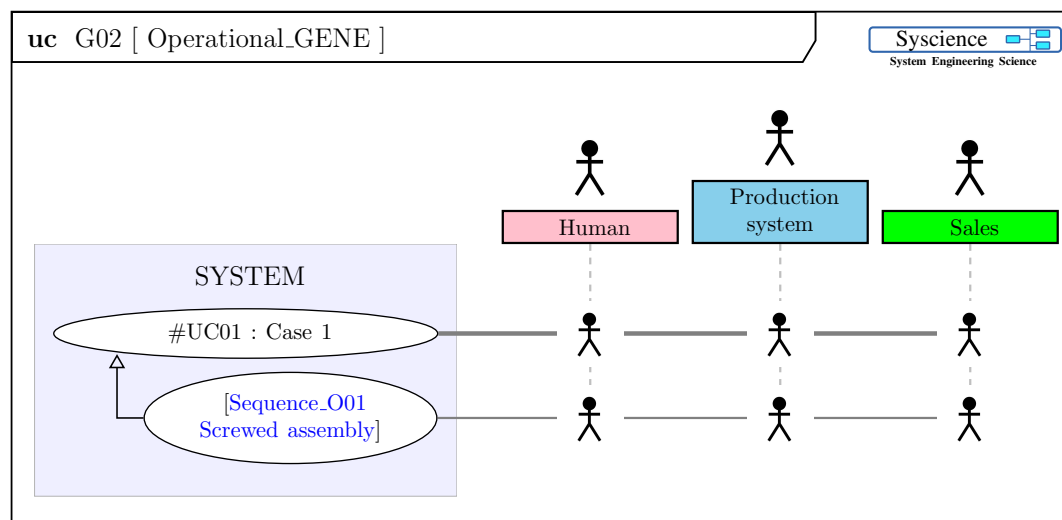 uc G02 [ Operational_GENE ]
Syscience
System Engineering Science
Human
Production
system
Sales
SYSTEM
#UC01 : Case 1
[Sequence_O01
Screwed assembly]